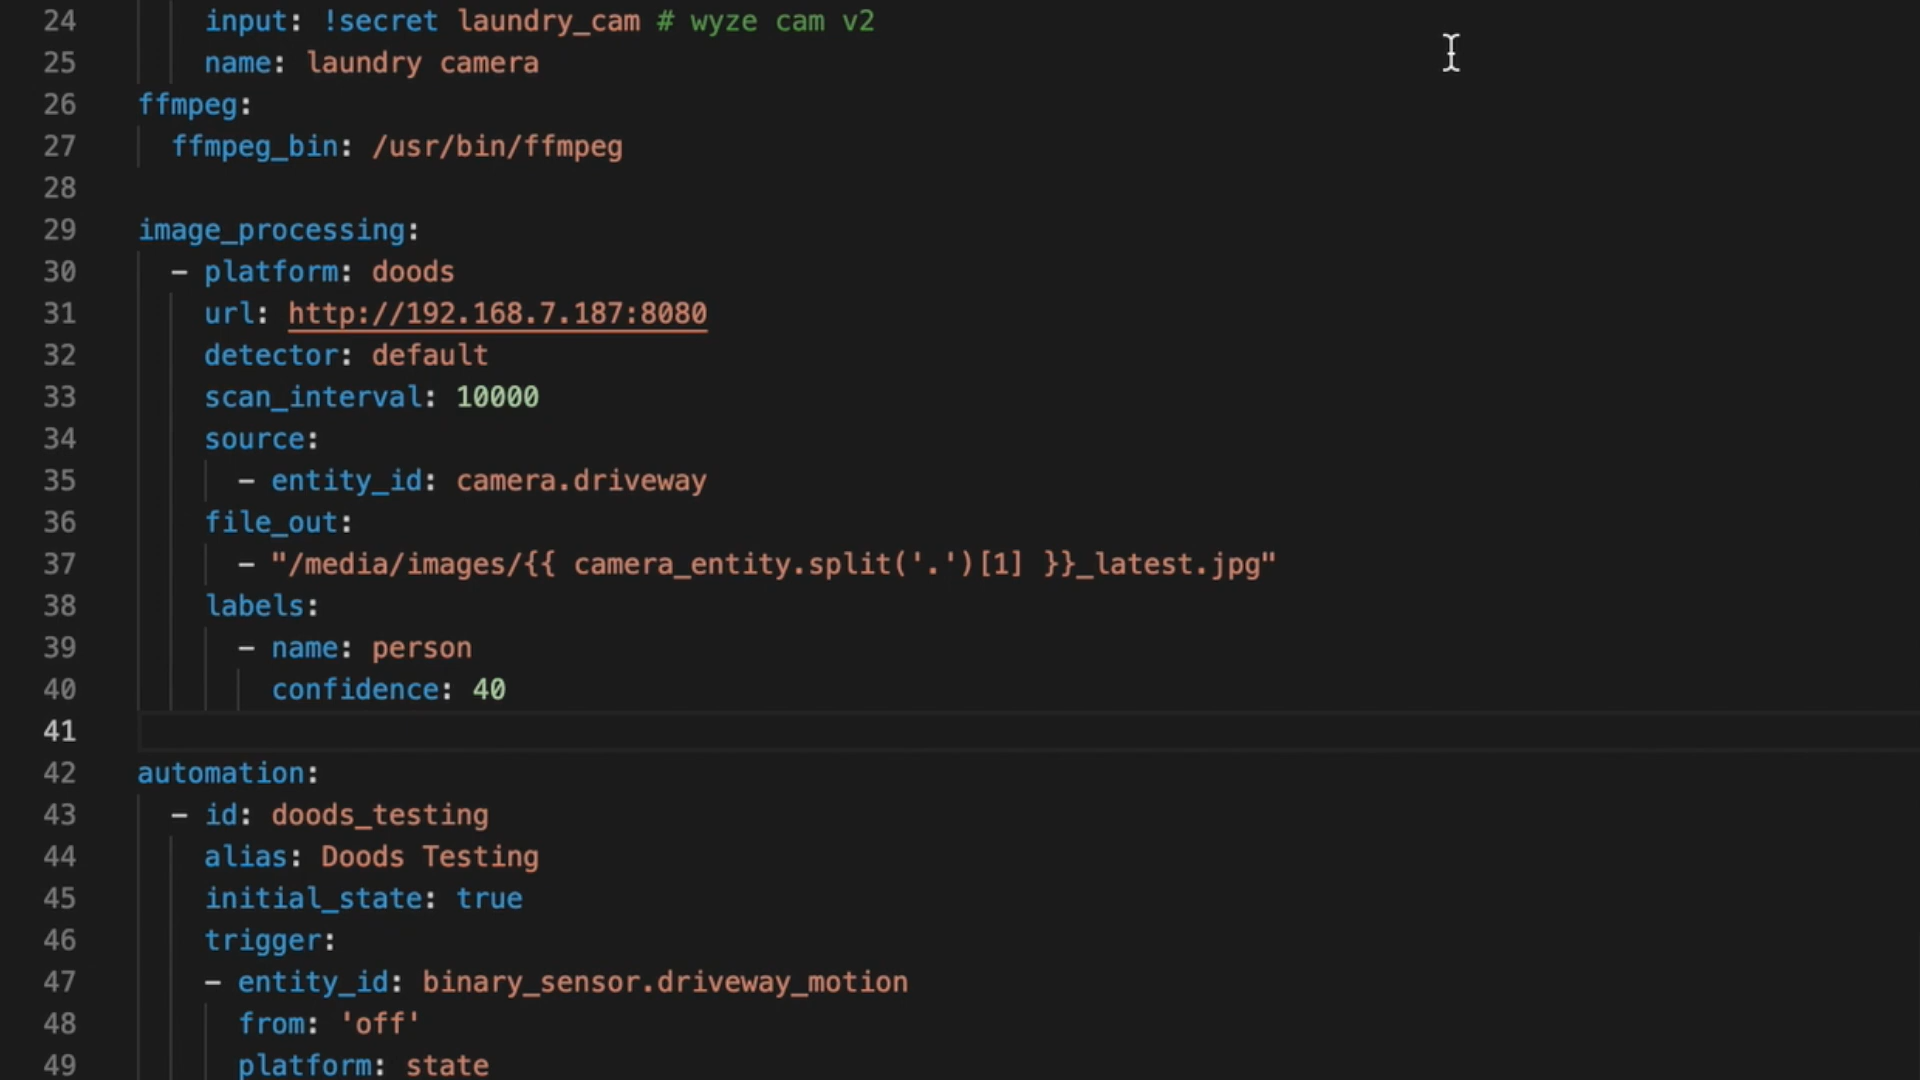 24 input: !secret laundry_cam # wyze cam v2
25 name: laundry camera
26 ffmpeg:
27 ffmpeg_bin: /usr/bin/ffmpeg
28
29 image_processing:
30 - platform: doods
31 url: http://192.168.7.187:8080
32 detector: default
33 scan_interval: 10000
34 source:
35 - entity_id: camera.driveway
36 file_out:
37 - "/media/images/{{ camera_entity.split('.')[1] }}_latest.jpg"
38 labels:
39 - name: person
40 confidence: 40
41
42 automation:
43 - id: doods_testing
44 alias: Doods Testing
45 initial_state: true
46 trigger:
47 - entity_id: binary_sensor.driveway_motion
48 from: 'off'
49 platform: state